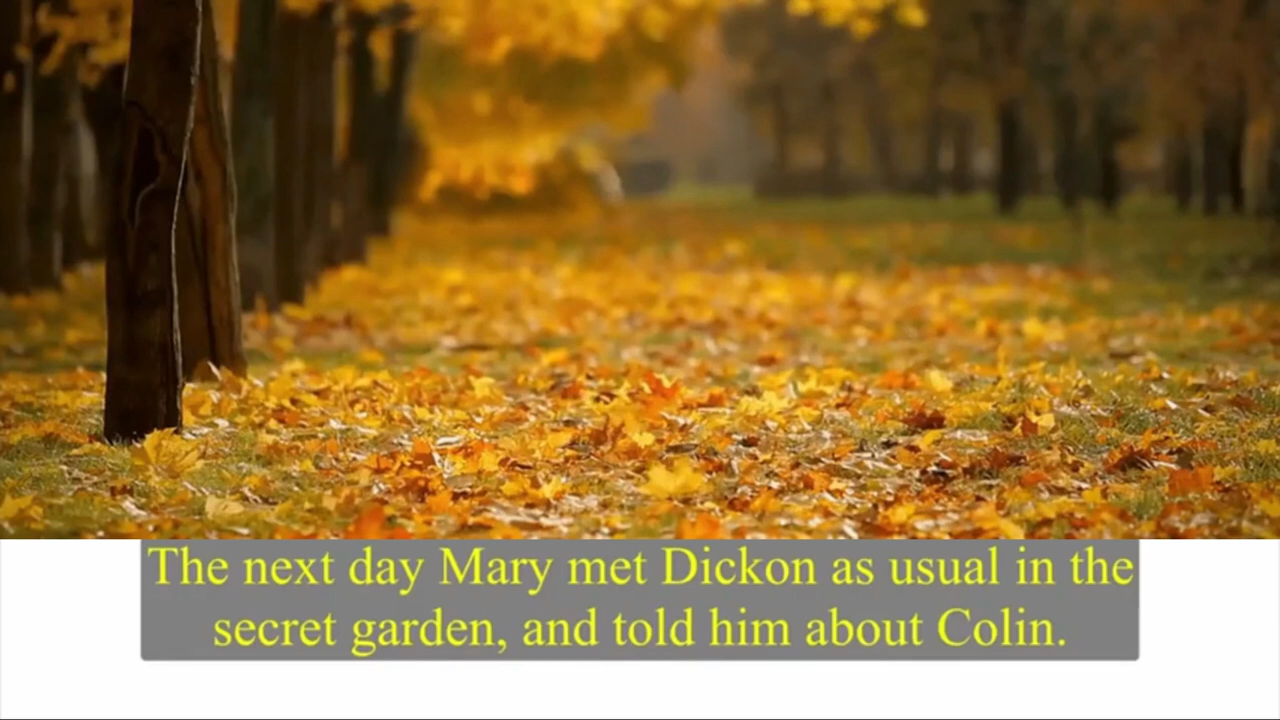 The next day Mary met Dickon as usual in the
secret garden, and told him about Colin.